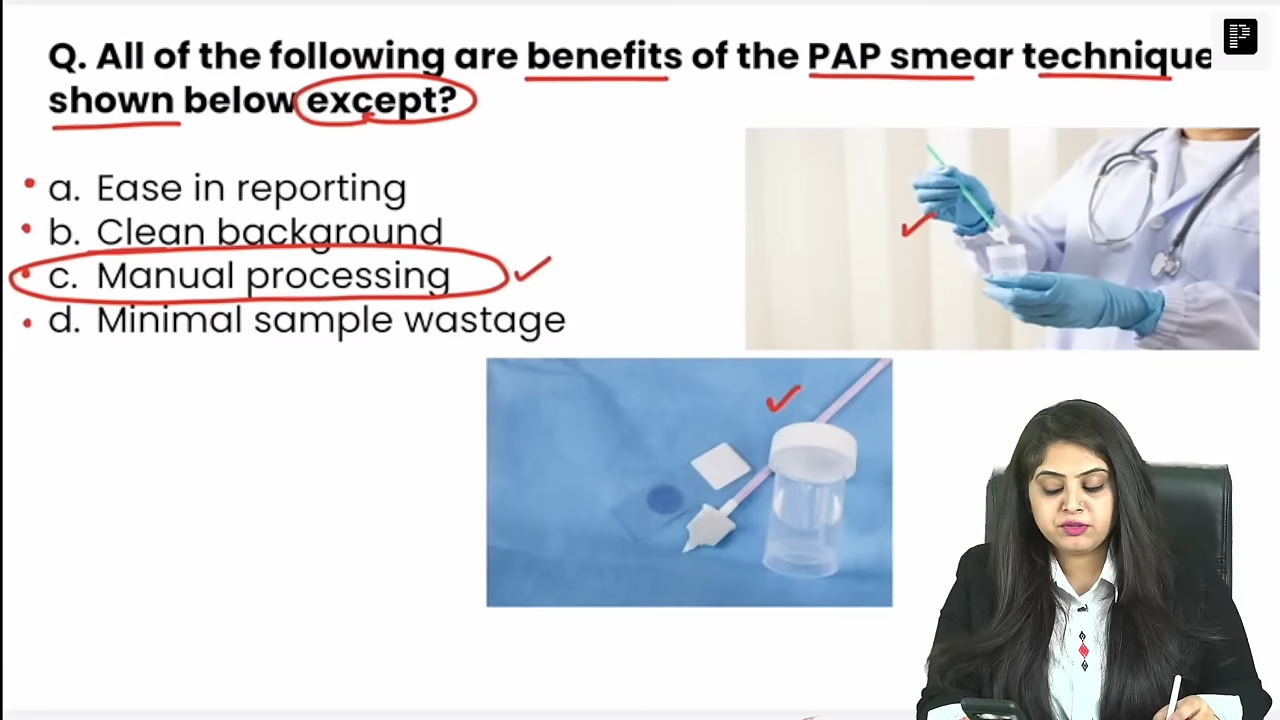 Q. All of the following are benefits of the PAP smear technique
shown below except?
a. Ease in reporting
b. Clean background
c. Manual processing
d. Minimal sample wastage